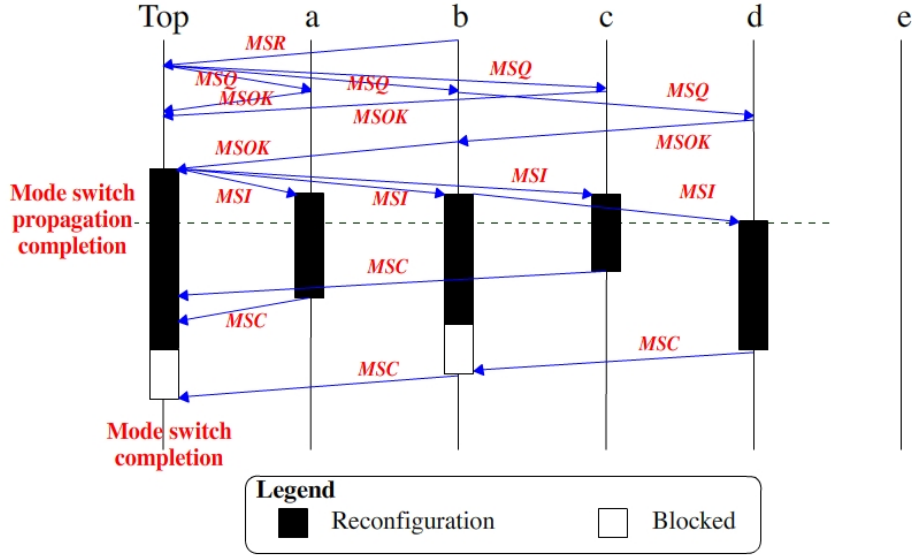 Top a b c d e
MSR
MSQ MSQ MSQ MSQ
MSOK MSOK
MSOK MSOK
MSI MSI MSI MSI
Mode switch
propagation
completion
MSC
MSC
MSC
MSC
Mode switch
completion
Legend
Reconfiguration Blocked